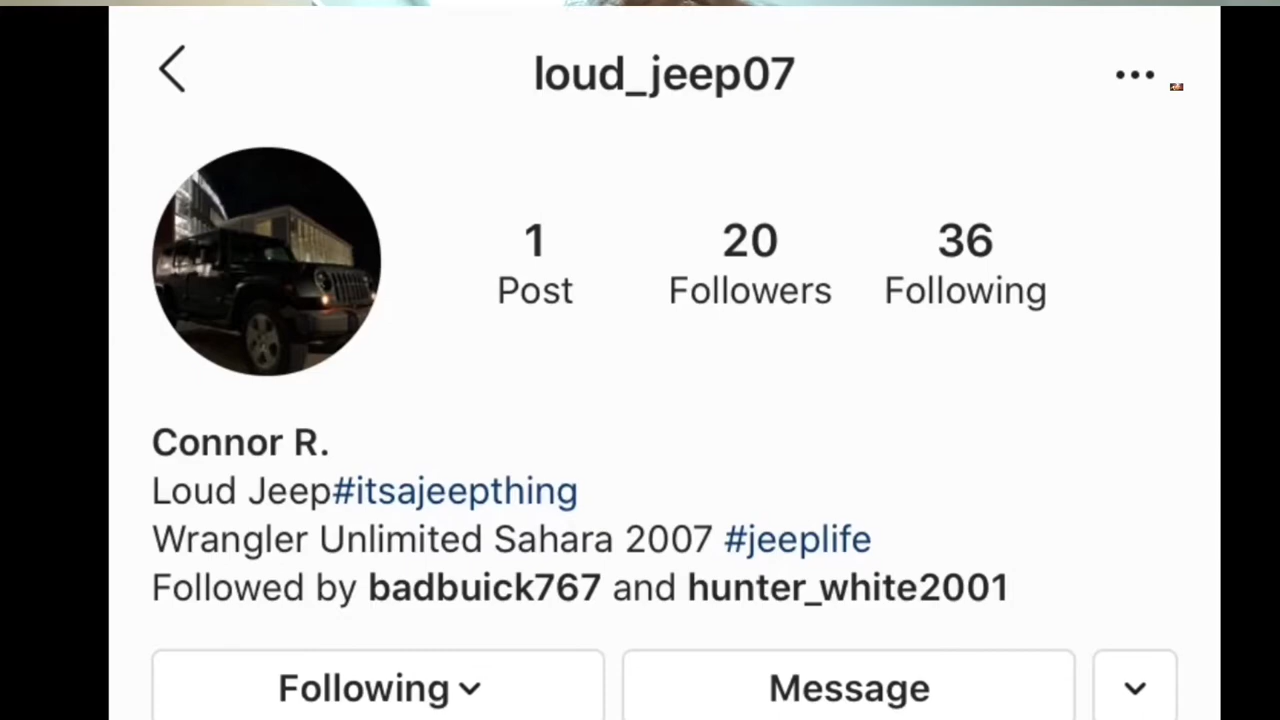 loud_jeep07
1 20 36
Post Followers Following
Connor R.
Loud Jeep#itsajeepthing
Wrangler Unlimited Sahara 2007 #jeeplife
Followed by badbuick767 and hunter_white2001
Following Message